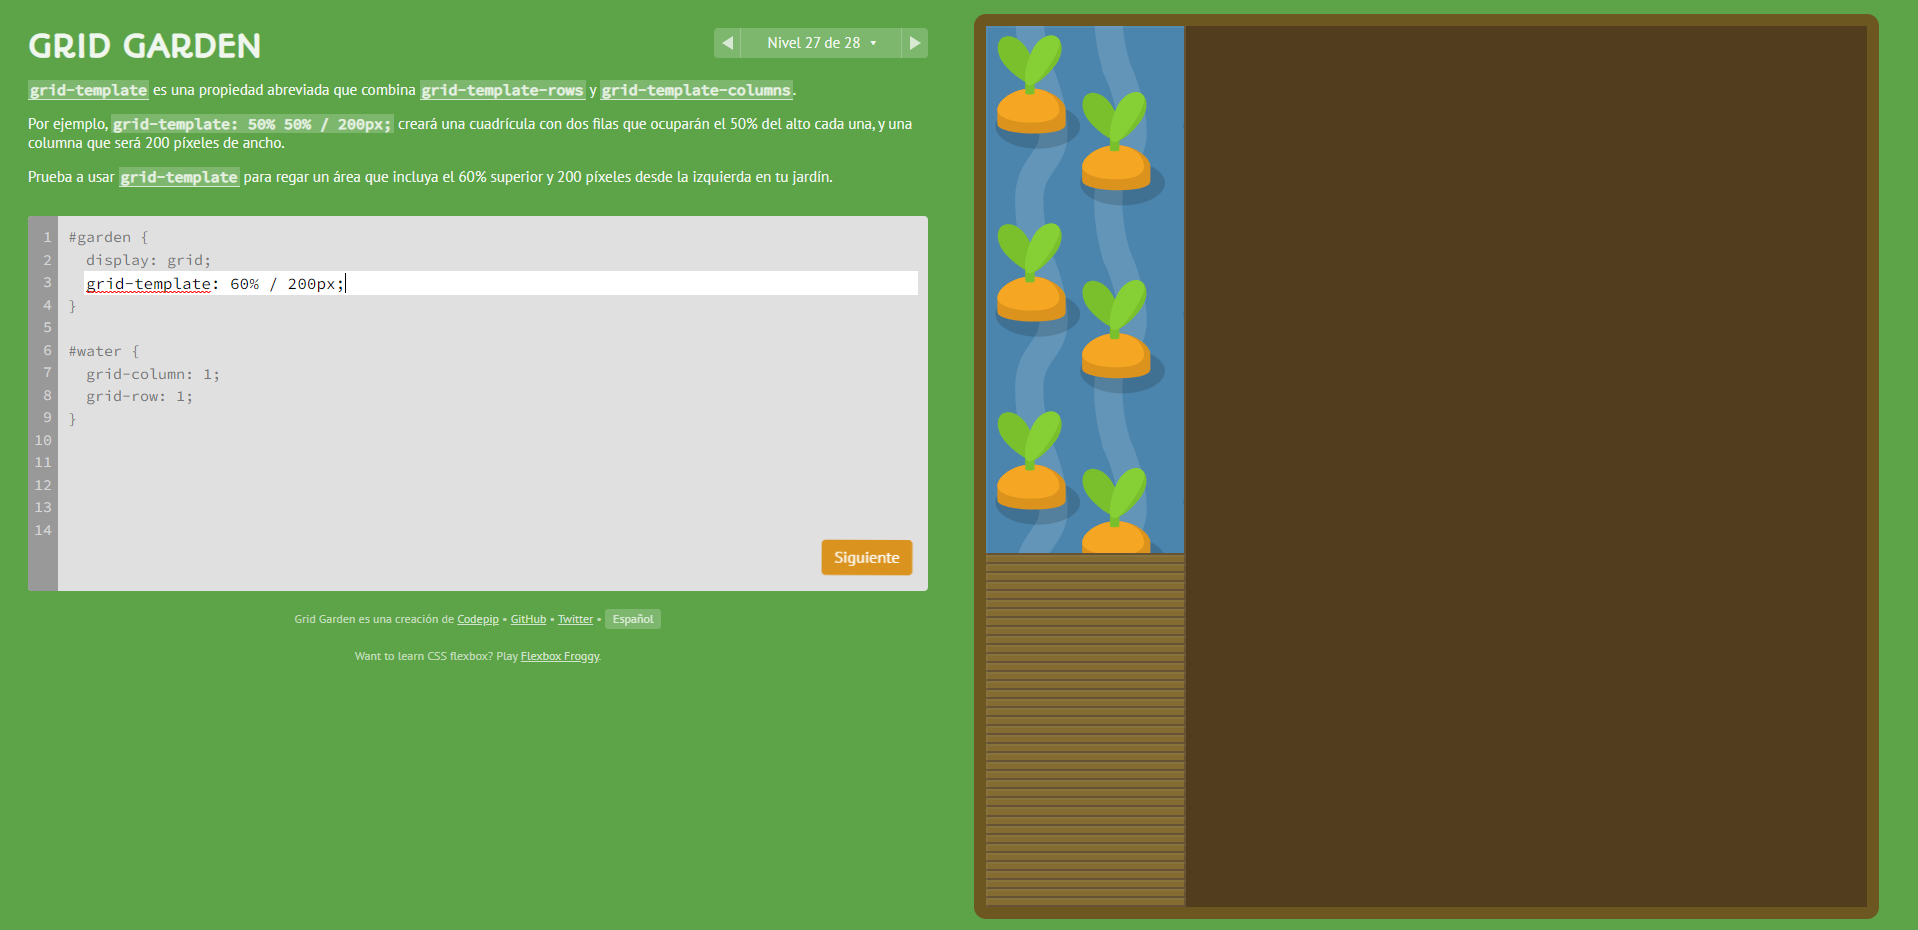 GRID GARDEN
Nivel 27 de 28
grid-template es una propiedad abreviada que combina grid-template-rows y grid-template-columns.
Por ejemplo, grid-template: 50% 50% / 200px; creará una cuadrícula con dos filas que ocuparán el 50% del alto cada una, y una
columna que será 200 píxeles de ancho.
Prueba a usar grid-template para regar un área que incluya el 60% superior y 200 píxeles desde la izquierda en tu jardín.
1 #garden {
2 display: grid;
3 grid-template: 60% / 200px;
4 }
5
6 #water {
7 grid-column: 1;
8 grid-row: 1;
9 }
10
11
12
13
14
Siguiente
Grid Garden es una creación de Codepip • GitHub • Twitter • Español
Want to learn CSS flexbox? Play Flexbox Froggy.